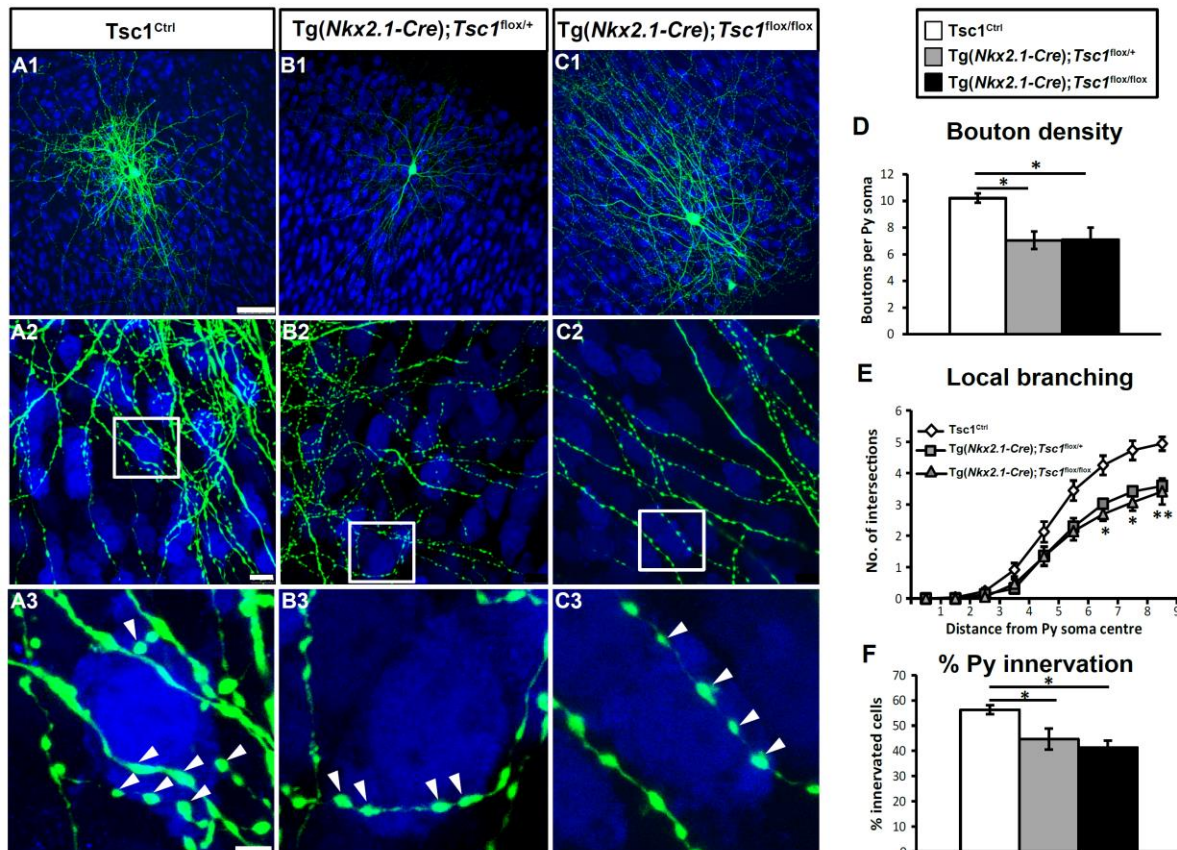 Tsc1Ctrl
Tg(Nkx2.1-Cre);Tsc1flox/+
Tg(Nkx2.1-Cre);Tsc1flox/flox
A1
B1
C1
A2
B2
C2
A3
B3
C3
Tsc1Ctrl
Tg(Nkx2.1-Cre);Tsc1flox/+
Tg(Nkx2.1-Cre);Tsc1flox/flox
D
Bouton density
Boutons per Py soma
12
10
8
6
4
2
0
*
*
E
Local branching
No. of intersections
6
5
4
3
2
1
0
Tsc1Ctrl
Tg(Nkx2.1-Cre);Tsc1flox/+
Tg(Nkx2.1-Cre);Tsc1flox/flox
* * **
1 2 3 4 5 6 7 8 9
Distance from Py soma centre
F
% Py innervation
% innervated cells
70
60
50
40
30
20
10
0
*
*